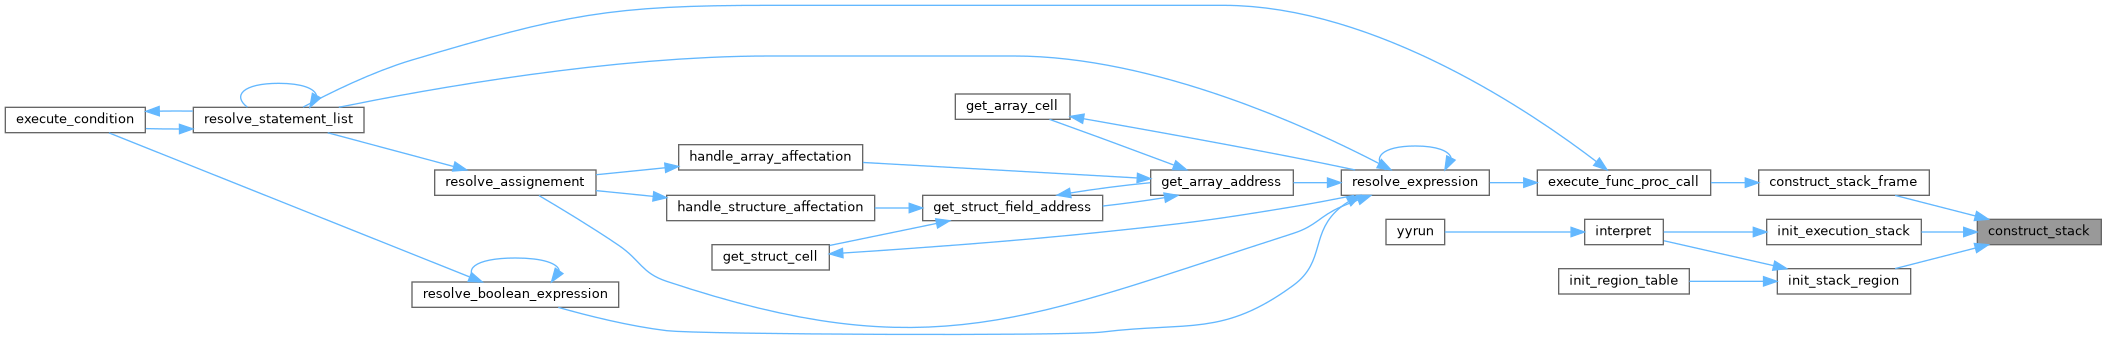 execute_condition
resolve_statement_list
resolve_assignement
resolve_boolean_expression
handle_array_affectation
handle_structure_affectation
get_struct_cell
get_array_cell
get_struct_field_address
get_array_address
resolve_expression
yyrun
execute_func_proc_call
interpret
init_region_table
construct_stack_frame
init_execution_stack
init_stack_region
construct_stack